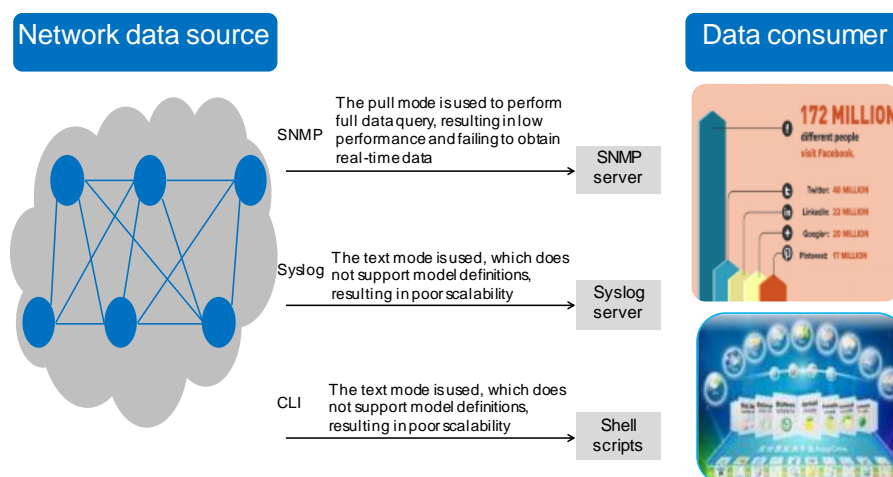 Network data source
Data consumer
SNMP
The pull mode is used to perform
full data query, resulting in low
performance and failing to obtain
real-time data
SNMP
server
Syslog
The text mode is used, which does
not support model definitions,
resulting in poor scalability
Syslog
server
CLI
The text mode is used, which does
not support model definitions,
resulting in poor scalability
Shell
scripts
172 MILLION
different people
visit Facebook.
Twitter: 40 MILLION
LinkedIn: 22 MILLION
Google+: 20 MILLION
Pinterest: 17 MILLION